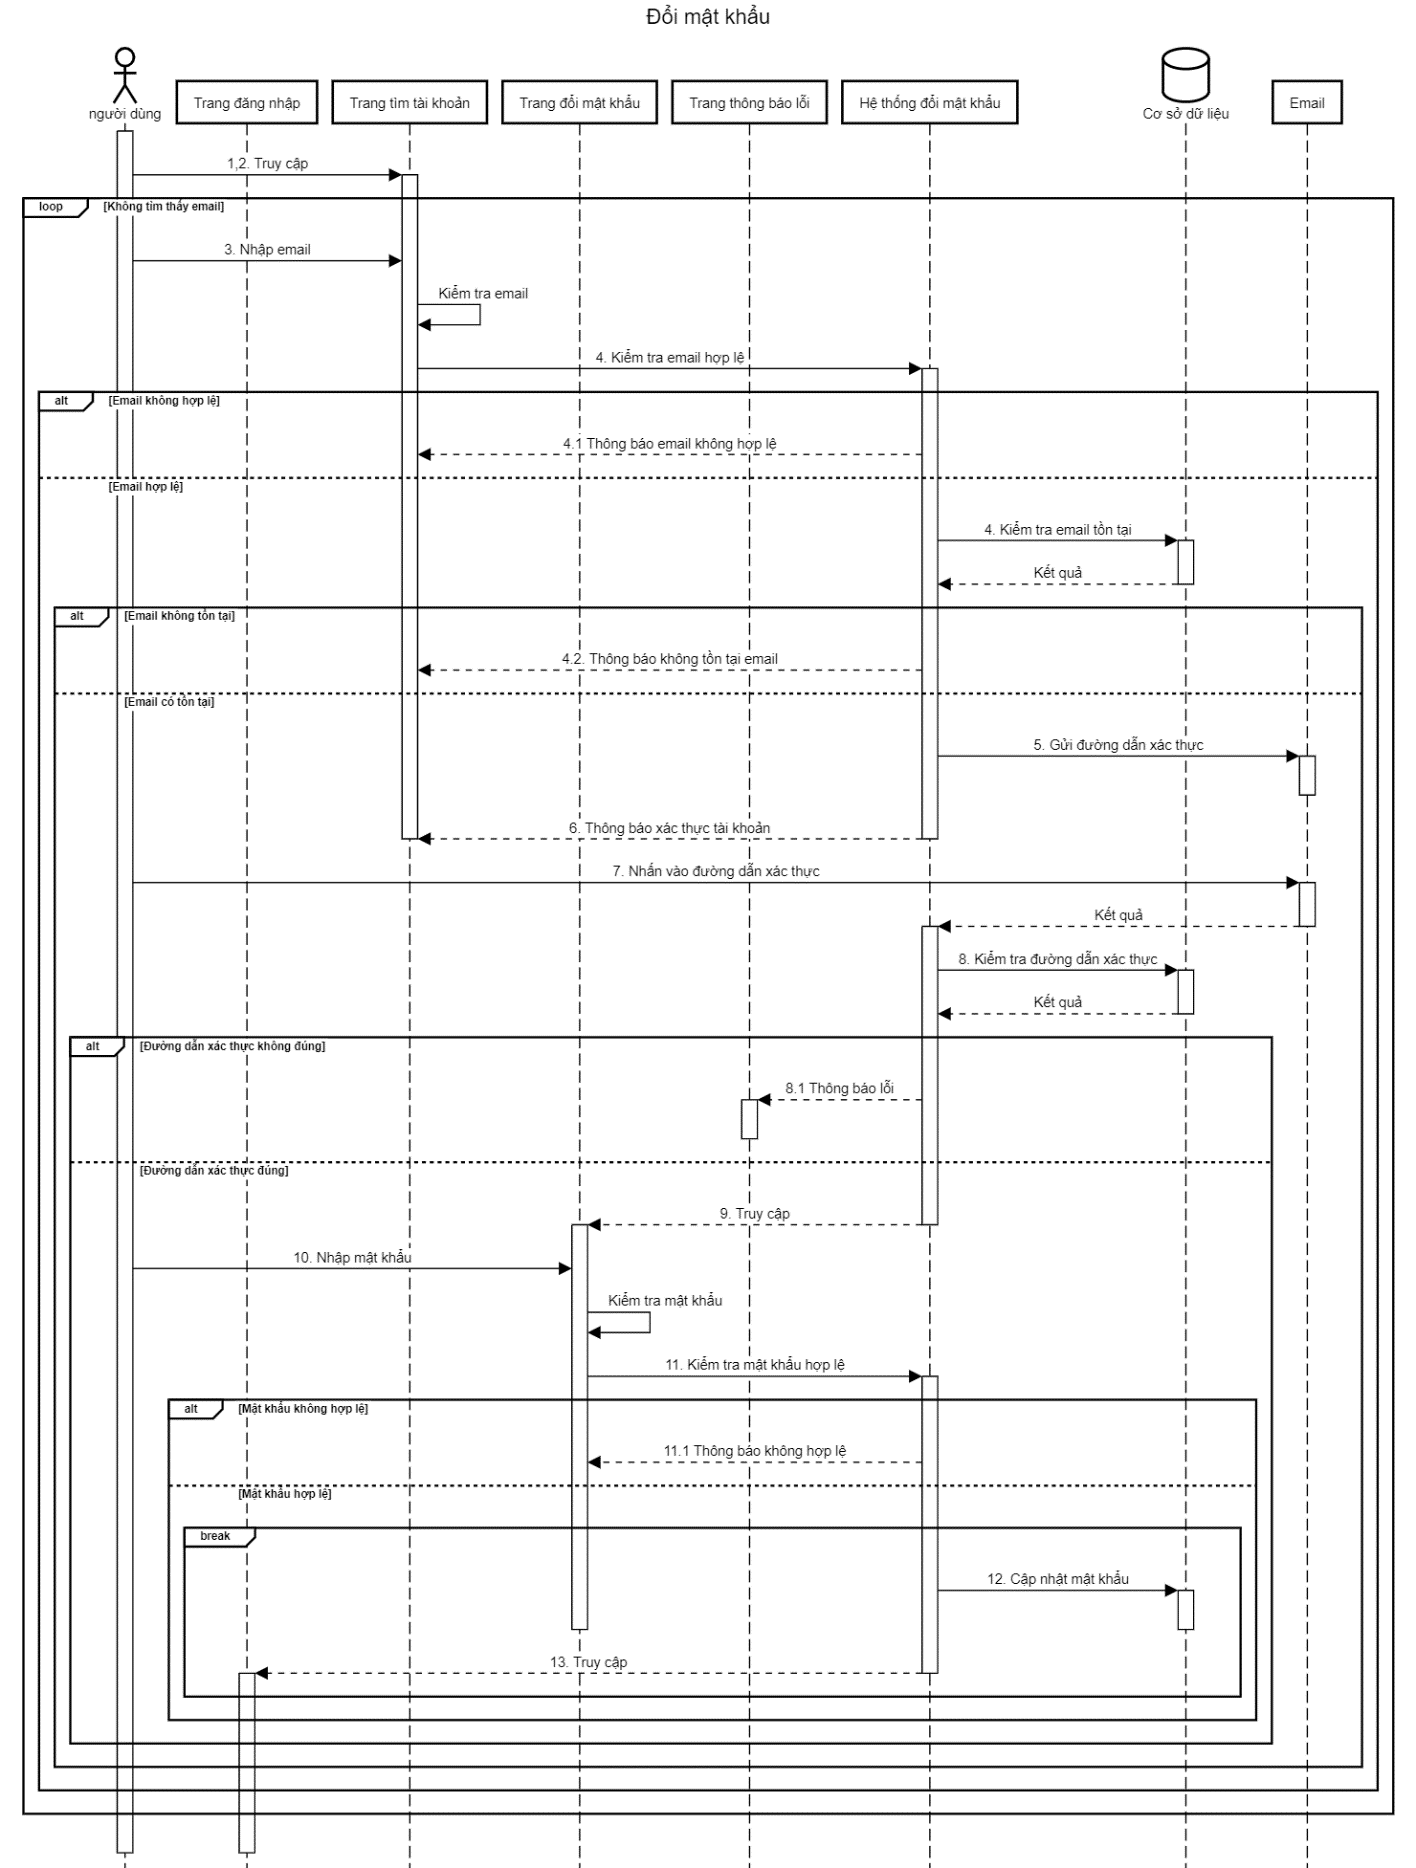 Đổi mật khẩu
người dùng
Trang đăng nhập
Trang tìm tài khoản
Trang đổi mật khẩu
Trang thông báo lỗi
Hệ thống đổi mật khẩu
Cơ sở dữ liệu
Email
1,2. Truy cập
loop
[Không tìm thấy email]
3. Nhập email
Kiểm tra email
4. Kiểm tra email hợp lệ
alt
[Email không hợp lệ]
4.1 Thông báo email không hợp lệ
[Email hợp lệ]
4. Kiểm tra email tồn tại
Kết quả
alt
[Email không tồn tại]
4.2. Thông báo không tồn tại email
[Email có tồn tại]
5. Gửi đường dẫn xác thực
6. Thông báo xác thực tài khoản
7. Nhấn vào đường dẫn xác thực
Kết quả
8. Kiểm tra đường dẫn xác thực
Kết quả
alt
[Đường dẫn xác thực không đúng]
8.1 Thông báo lỗi
[Đường dẫn xác thực đúng]
9. Truy cập
10. Nhập mật khẩu
Kiểm tra mật khẩu
11. Kiểm tra mật khẩu hợp lệ
alt
[Mật khẩu không hợp lệ]
11.1 Thông báo không hợp lệ
[Mật khẩu hợp lệ]
break
12. Cập nhật mật khẩu
13. Truy cập